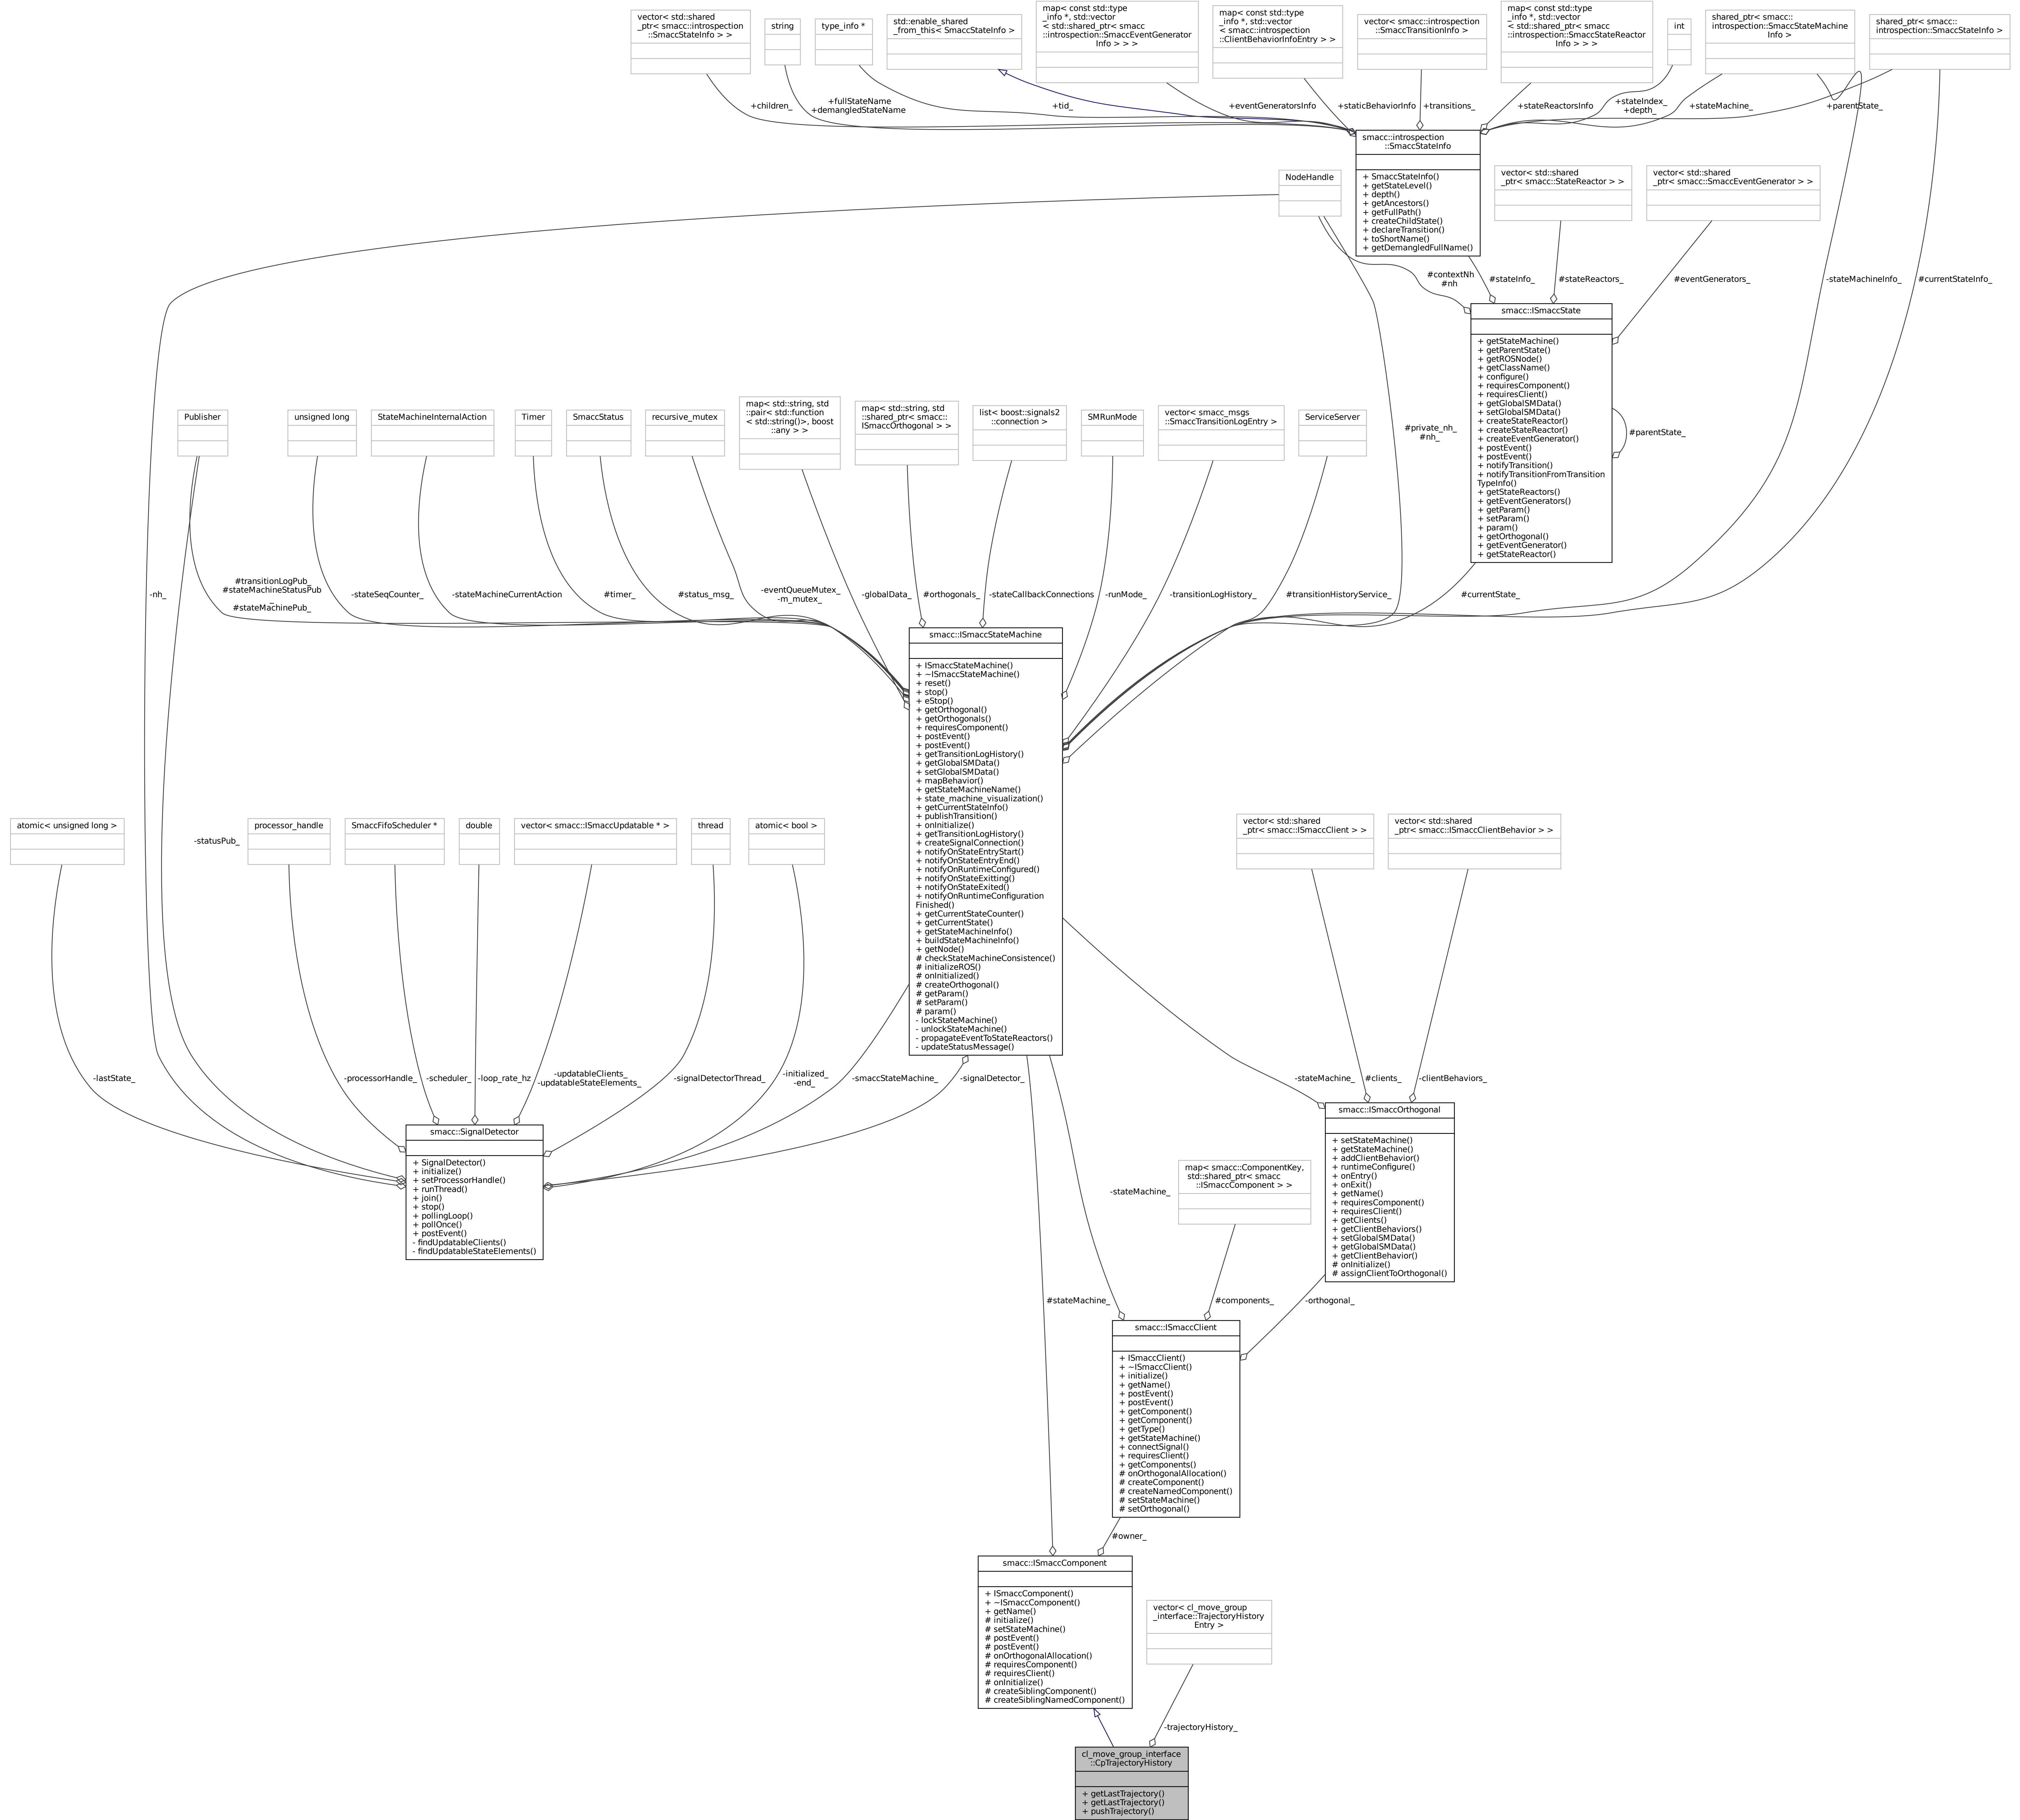 vector< std::shared
_ptr< smacc::introspection
::SmaccStateInfo > >
string
type_info *
std::enable_shared
_from_this< SmaccStateInfo >
map< const std::type
_info *, std::vector
< std::shared_ptr< smacc
::introspection::SmaccEventGenerator
Info > > >
map< const std::type
_info *, std::vector
< smacc::introspection
::ClientBehaviorInfoEntry > >
vector< smacc::introspection
::SmaccTransitionInfo >
map< const std::type
_info *, std::vector
< std::shared_ptr< smacc
::introspection::SmaccStateReactor
Info > > >
int
shared_ptr< smacc::
introspection::SmaccStateMachine
Info >
shared_ptr< smacc::
introspection::SmaccStateInfo >
+children_
+fullStateName
+demangledStateName
+tid_
+eventGeneratorsInfo
+staticBehaviorInfo
+transitions_
+stateReactorsInfo
+stateIndex_
+depth_
+stateMachine_
+parentState_
smacc::introspection
::SmaccStateInfo
+ SmaccStateInfo()
+ getStateLevel()
+ depth()
+ getAncestors()
+ getFullPath()
+ createChildState()
+ declareTransition()
+ toShortName()
+ getDemangledFullName()
NodeHandle
vector< std::shared
_ptr< smacc::StateReactor > >
vector< std::shared
_ptr< smacc::SmaccEventGenerator > >
#contextNh
#nh
#stateInfo_
#stateReactors_
#eventGenerators_
-stateMachineInfo_
#currentStateInfo_
smacc::ISmaccState
+ getStateMachine()
+ getParentState()
+ getROSNode()
+ getClassName()
+ configure()
+ requiresComponent()
+ requiresClient()
+ getGlobalSMData()
+ setGlobalSMData()
+ createStateReactor()
+ createStateReactor()
+ createEventGenerator()
+ postEvent()
+ postEvent()
+ notifyTransition()
+ notifyTransitionFromTransition
TypeInfo()
+ getStateReactors()
+ getEventGenerators()
+ getParam()
+ setParam()
+ param()
+ getOrthogonal()
+ getEventGenerator()
+ getStateReactor()
#parentState_
Publisher
unsigned long
StateMachineInternalAction
Timer
SmaccStatus
recursive_mutex
map< std::string, std
::pair< std::function
< std::string()>, boost
::any > >
map< std::string, std
::shared_ptr< smacc::
ISmaccOrthogonal > >
list< boost::signals2
::connection >
SMRunMode
vector< smacc_msgs
::SmaccTransitionLogEntry >
ServiceServer
#private_nh_
#nh_
-nh_
#transitionLogPub_
#stateMachineStatusPub
_
#stateMachinePub_
-stateSeqCounter_
-stateMachineCurrentAction
#timer_
#status_msg_
-eventQueueMutex_
-m_mutex_
-globalData_
#orthogonals_
-stateCallbackConnections
-runMode_
-transitionLogHistory_
#transitionHistoryService_
#currentState_
smacc::ISmaccStateMachine
+ ISmaccStateMachine()
+ ~ISmaccStateMachine()
+ reset()
+ stop()
+ eStop()
+ getOrthogonal()
+ getOrthogonals()
+ requiresComponent()
+ postEvent()
+ postEvent()
+ getTransitionLogHistory()
+ getGlobalSMData()
+ setGlobalSMData()
+ mapBehavior()
+ getStateMachineName()
+ state_machine_visualization()
+ getCurrentStateInfo()
+ publishTransition()
+ onInitialize()
+ getTransitionLogHistory()
+ createSignalConnection()
+ notifyOnStateEntryStart()
+ notifyOnStateEntryEnd()
+ notifyOnRuntimeConfigured()
+ notifyOnStateExitting()
+ notifyOnStateExited()
+ notifyOnRuntimeConfiguration
Finished()
+ getCurrentStateCounter()
+ getCurrentState()
+ getStateMachineInfo()
+ buildStateMachineInfo()
+ getNode()
# checkStateMachineConsistence()
# initializeROS()
# onInitialized()
# createOrthogonal()
# getParam()
# setParam()
# param()
- lockStateMachine()
- unlockStateMachine()
- propagateEventToStateReactors()
- updateStatusMessage()
atomic< unsigned long >
-statusPub_
processor_handle
SmaccFifoScheduler *
double
vector< smacc::ISmaccUpdatable * >
thread
atomic< bool >
vector< std::shared
_ptr< smacc::ISmaccClient > >
vector< std::shared
_ptr< smacc::ISmaccClientBehavior > >
-lastState_
-processorHandle_
-scheduler_
-loop_rate_hz
-updatableClients_
-updatableStateElements_
-signalDetectorThread_
-initialized_
-end_
-smaccStateMachine_
-signalDetector_
-stateMachine_
#clients_
-clientBehaviors_
smacc::SignalDetector
+ SignalDetector()
+ initialize()
+ setProcessorHandle()
+ runThread()
+ join()
+ stop()
+ pollingLoop()
+ pollOnce()
+ postEvent()
- findUpdatableClients()
- findUpdatableStateElements()
smacc::ISmaccOrthogonal
+ setStateMachine()
+ getStateMachine()
+ addClientBehavior()
+ runtimeConfigure()
+ onEntry()
+ onExit()
+ getName()
+ requiresComponent()
+ requiresClient()
+ getClients()
+ getClientBehaviors()
+ setGlobalSMData()
+ getGlobalSMData()
+ getClientBehavior()
# onInitialize()
# assignClientToOrthogonal()
-stateMachine_
map< smacc::ComponentKey,
std::shared_ptr< smacc
::ISmaccComponent > >
#stateMachine_
#components_
-orthogonal_
smacc::ISmaccClient
+ ISmaccClient()
+ ~ISmaccClient()
+ initialize()
+ getName()
+ postEvent()
+ postEvent()
+ getComponent()
+ getComponent()
+ getType()
+ getStateMachine()
+ connectSignal()
+ requiresClient()
+ getComponents()
# onOrthogonalAllocation()
# createComponent()
# createNamedComponent()
# setStateMachine()
# setOrthogonal()
#owner_
smacc::ISmaccComponent
+ ISmaccComponent()
+ ~ISmaccComponent()
+ getName()
# initialize()
# setStateMachine()
# postEvent()
# postEvent()
# onOrthogonalAllocation()
# requiresComponent()
# requiresClient()
# onInitialize()
# createSiblingComponent()
# createSiblingNamedComponent()
vector< cl_move_group
_interface::TrajectoryHistory
Entry >
-trajectoryHistory_
cl_move_group_interface
::CpTrajectoryHistory
+ getLastTrajectory()
+ getLastTrajectory()
+ pushTrajectory()